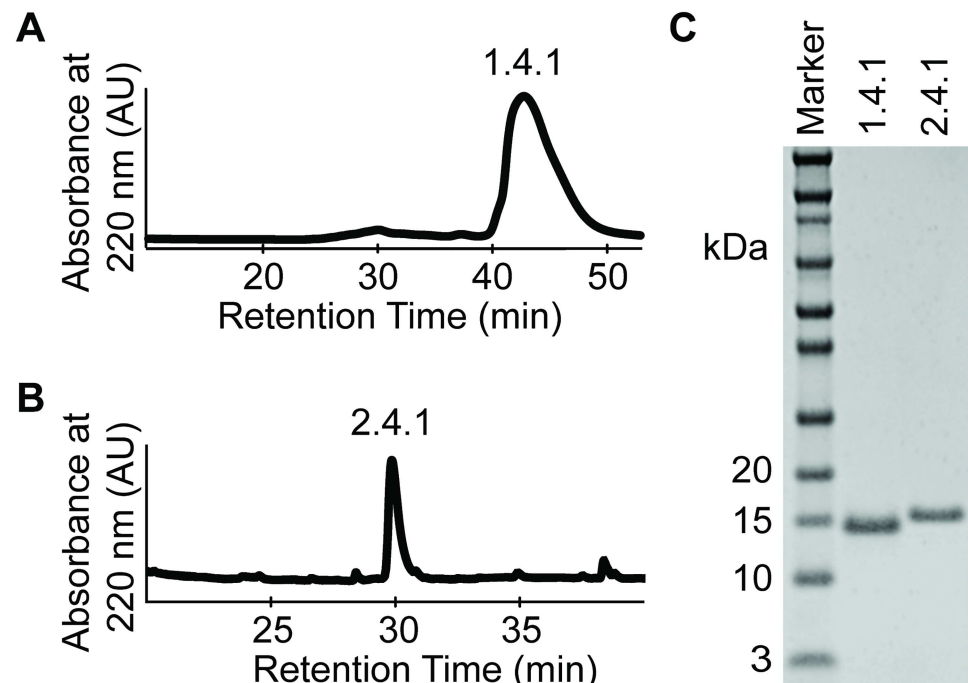 A
Absorbance at
220 nm (AU)
1.4.1
20 30 40 50
Retention Time (min)
B
Absorbance at
220 nm (AU)
2.4.1
25 30 35
Retention Time (min)
C
Marker
1.4.1
2.4.1
kDa
20
15
10
3